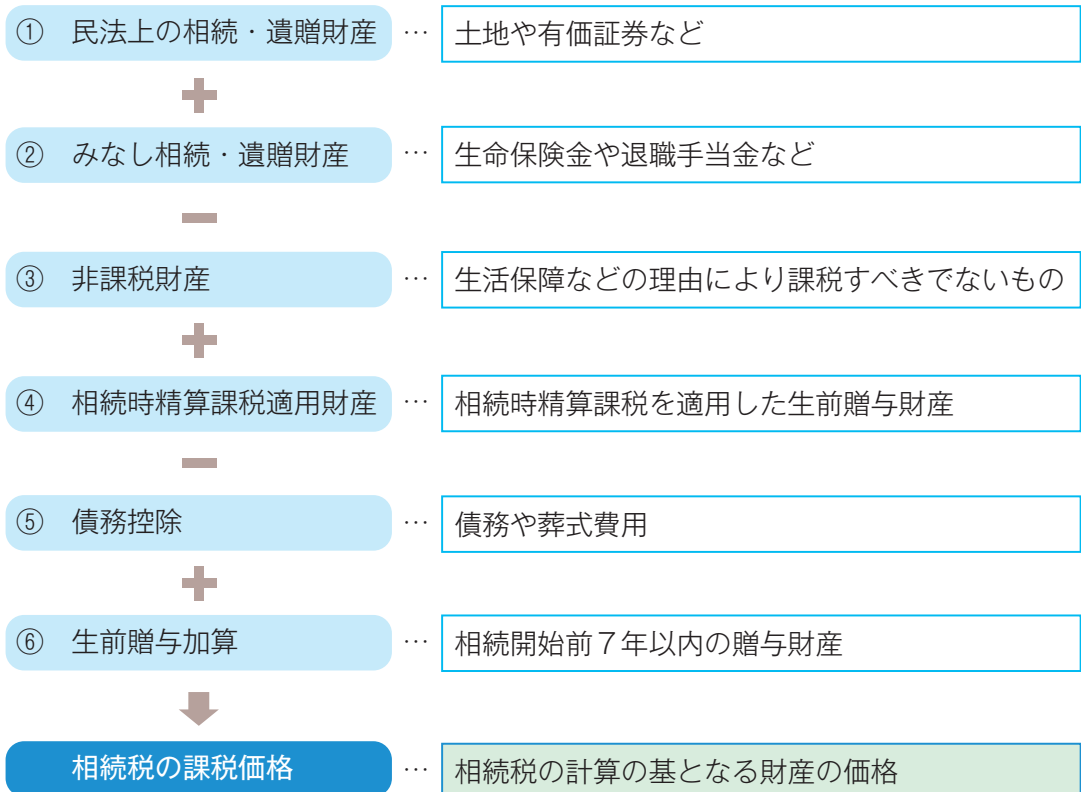 ① 民法上の相続・遺贈財産 … 土地や有価証券など
＋
② みなし相続・遺贈財産 … 生命保険金や退職手当金など
－
③ 非課税財産 … 生活保障などの理由により課税すべきでないもの
＋
④ 相続時精算課税適用財産 … 相続時精算課税を適用した生前贈与財産
－
⑤ 債務控除 … 債務や葬式費用
＋
⑥ 生前贈与加算 … 相続開始前７年以内の贈与財産
相続税の課税価格 … 相続税の計算の基となる財産の価格